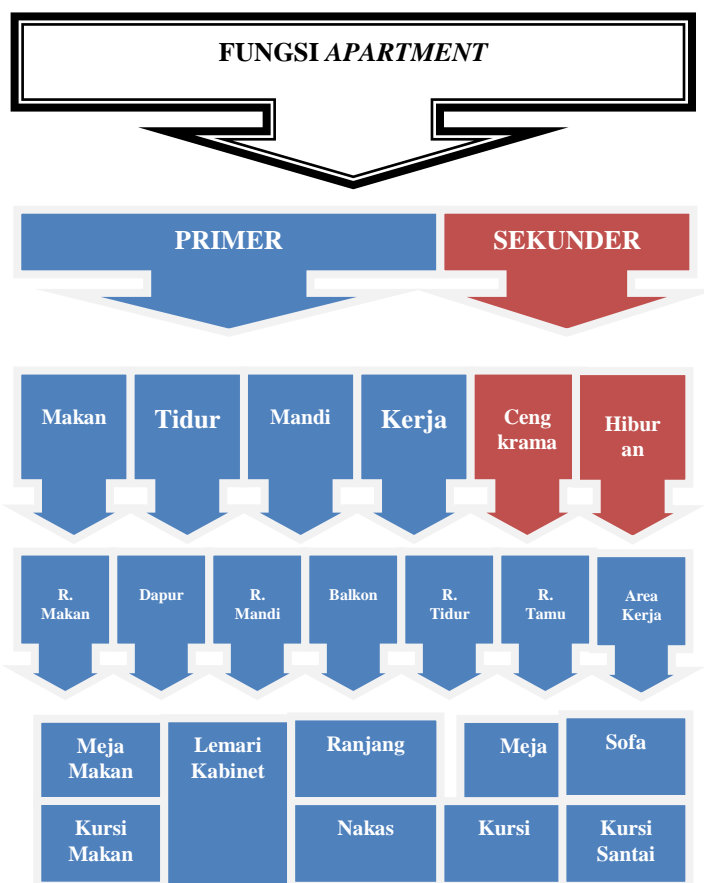 FUNGSI APARTMENT
PRIMER
SEKUNDER
Makan
Tidur
Mandi
Kerja
Ceng
krama
Hibur
an
R.
Makan
Dapur
R.
Mandi
Balkon
R.
Tidur
R.
Tamu
Area
Kerja
Meja
Makan
Lemari
Kabinet
Ranjang
Meja
Sofa
Kursi
Makan
Nakas
Kursi
Kursi
Santai